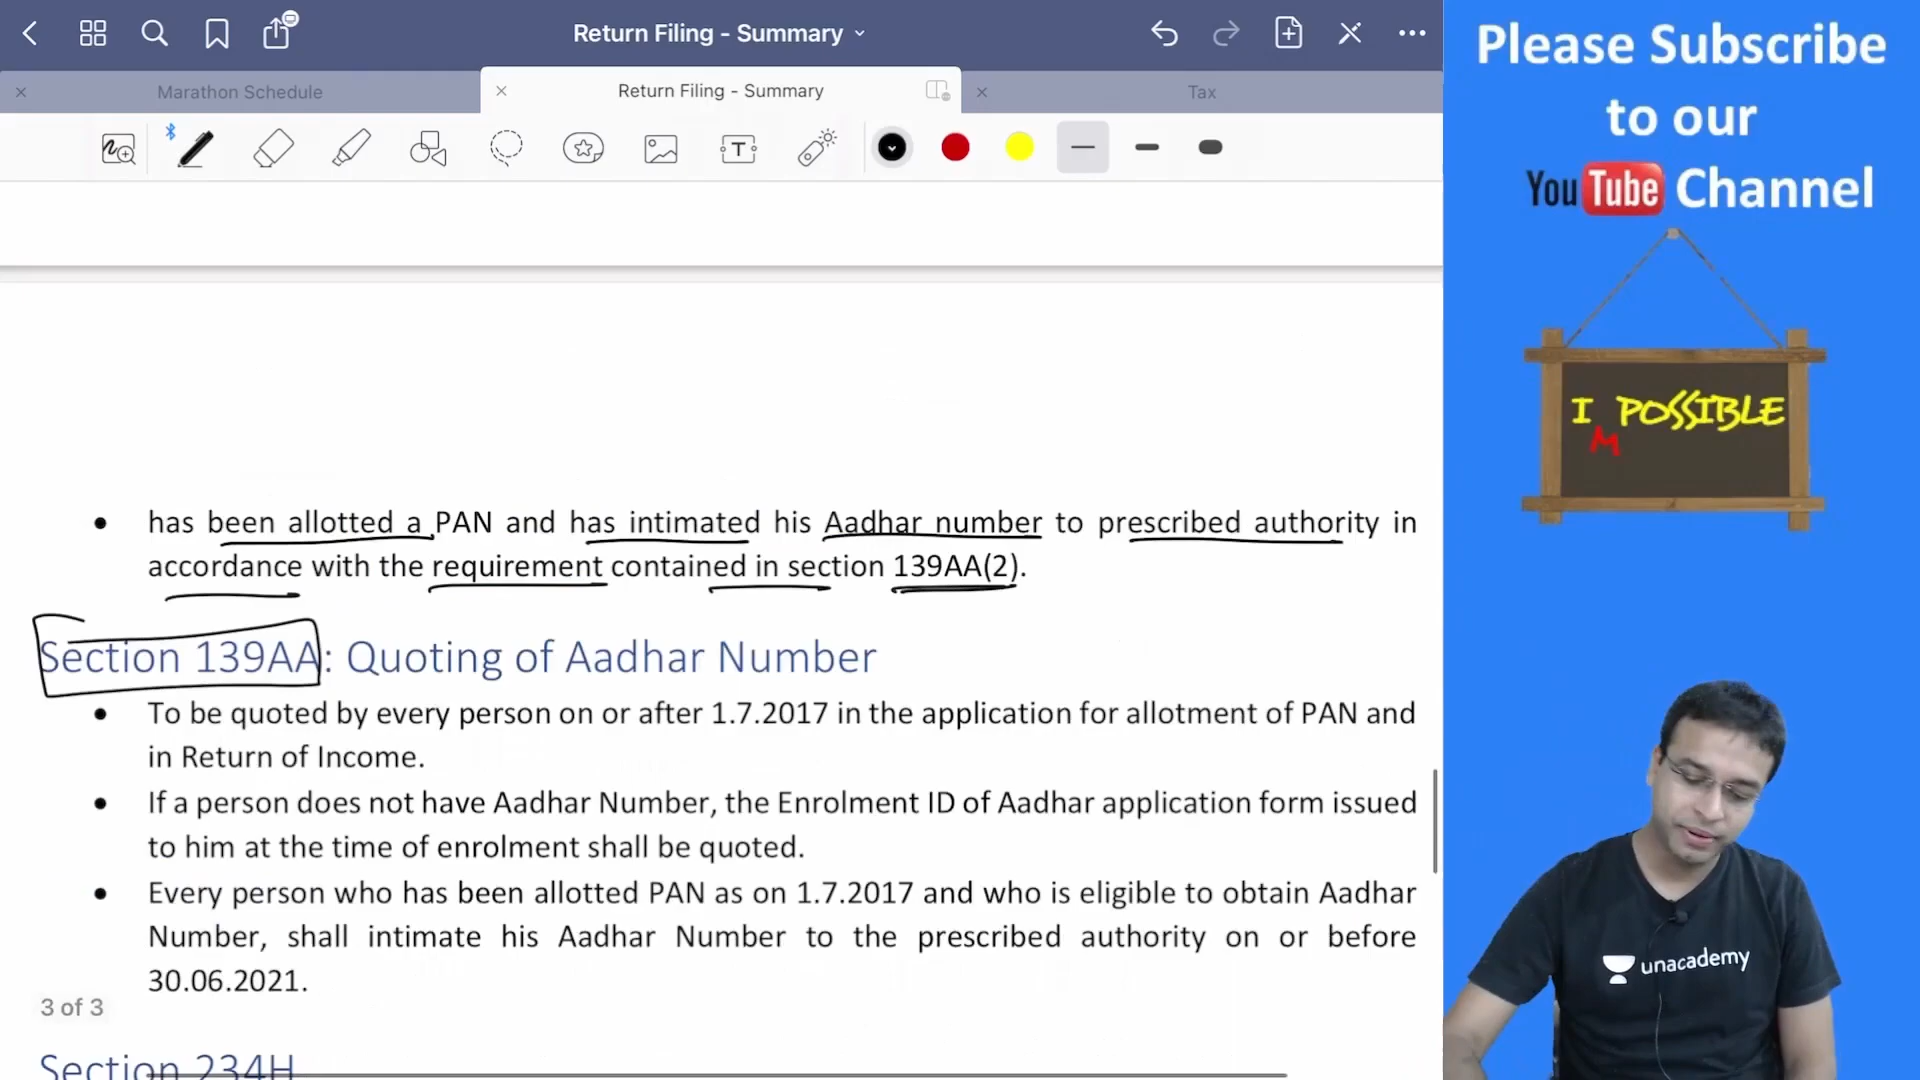 Return Filing - Summary
Marathon Schedule
Return Filing - Summary
Tax
T
has been allotted a PAN and has intimated his Aadhar number to prescribed authority in
accordance with the requirement contained in section 139AA(2).
Section 139AA: Quoting of Aadhar Number
To be quoted by every person on or after 1.7.2017 in the application for allotment of PAN and
in Return of Income.
If a person does not have Aadhar Number, the Enrolment ID of Aadhar application form issued
to him at the time of enrolment shall be quoted.
Every person who has been allotted PAN as on 1.7.2017 and who is eligible to obtain Aadhar
Number, shall intimate his Aadhar Number to the prescribed authority on or before
30.06.2021.
3 of 3
Section 234H
Please Subscribe
to our
YouTube Channel
I POSSIBLE
M
unacademy